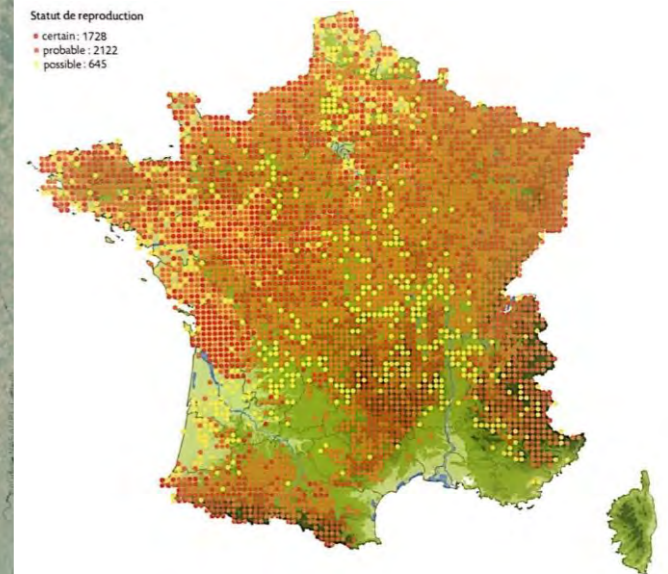 Statut de reproduction
certain : 1728
probable : 2122
possible : 645